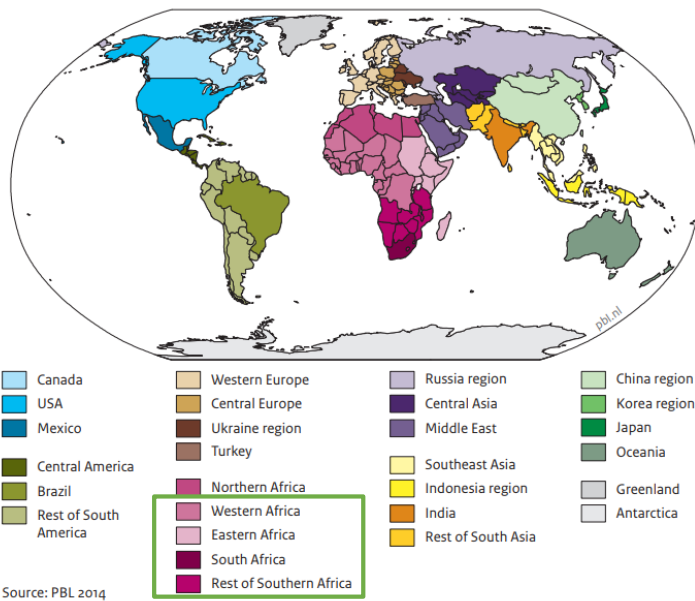 pbl.nl
Canada
USA
Mexico
Central America
Brazil
Rest of South
America
Western Europe
Central Europe
Ukraine region
Turkey
Northern Africa
Western Africa
Eastern Africa
South Africa
Rest of Southern Africa
Russia region
Central Asia
Middle East
Southeast Asia
Indonesia region
India
Rest of South Asia
China region
Korea region
Japan
Oceania
Greenland
Antarctica
Source: PBL 2014